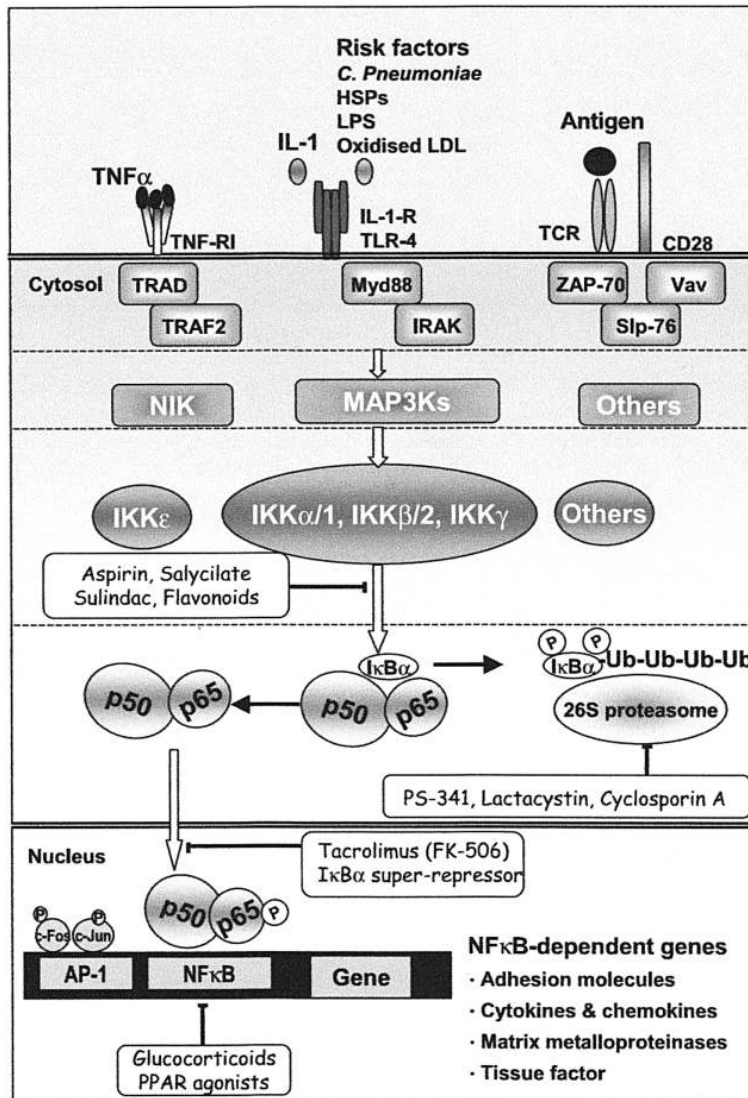 Risk factors
C. Pneumoniae
HSPs
LPS
Oxidised LDL
IL-1
Antigen
TNFα
IL-1-R
TLR-4
TNF-RI
TCR
CD28
Cytosol
TRAD
TRAF2
Myd88
IRAK
ZAP-70
Vav
Slp-76
NIK
MAP3Ks
Others
IKKε
IKKα/1, IKKβ/2, IKKγ
Others
Aspirin, Salycilate
Sulindac, Flavonoids
p50
p65
IκBα
p50
p65
P
P
IκBα
-Ub-Ub-Ub-Ub
26S proteasome
PS-341, Lactacystin, Cyclosporin A
Nucleus
Tacrolimus (FK-506)
IκBα super-repressor
p50
p65
P
P
c-Fos
P
c-Jun
AP-1
NFκB
Gene
Glucocorticoids
PPAR agonists
NFκB-dependent genes
· Adhesion molecules
· Cytokines & chemokines
· Matrix metalloproteinases
· Tissue factor